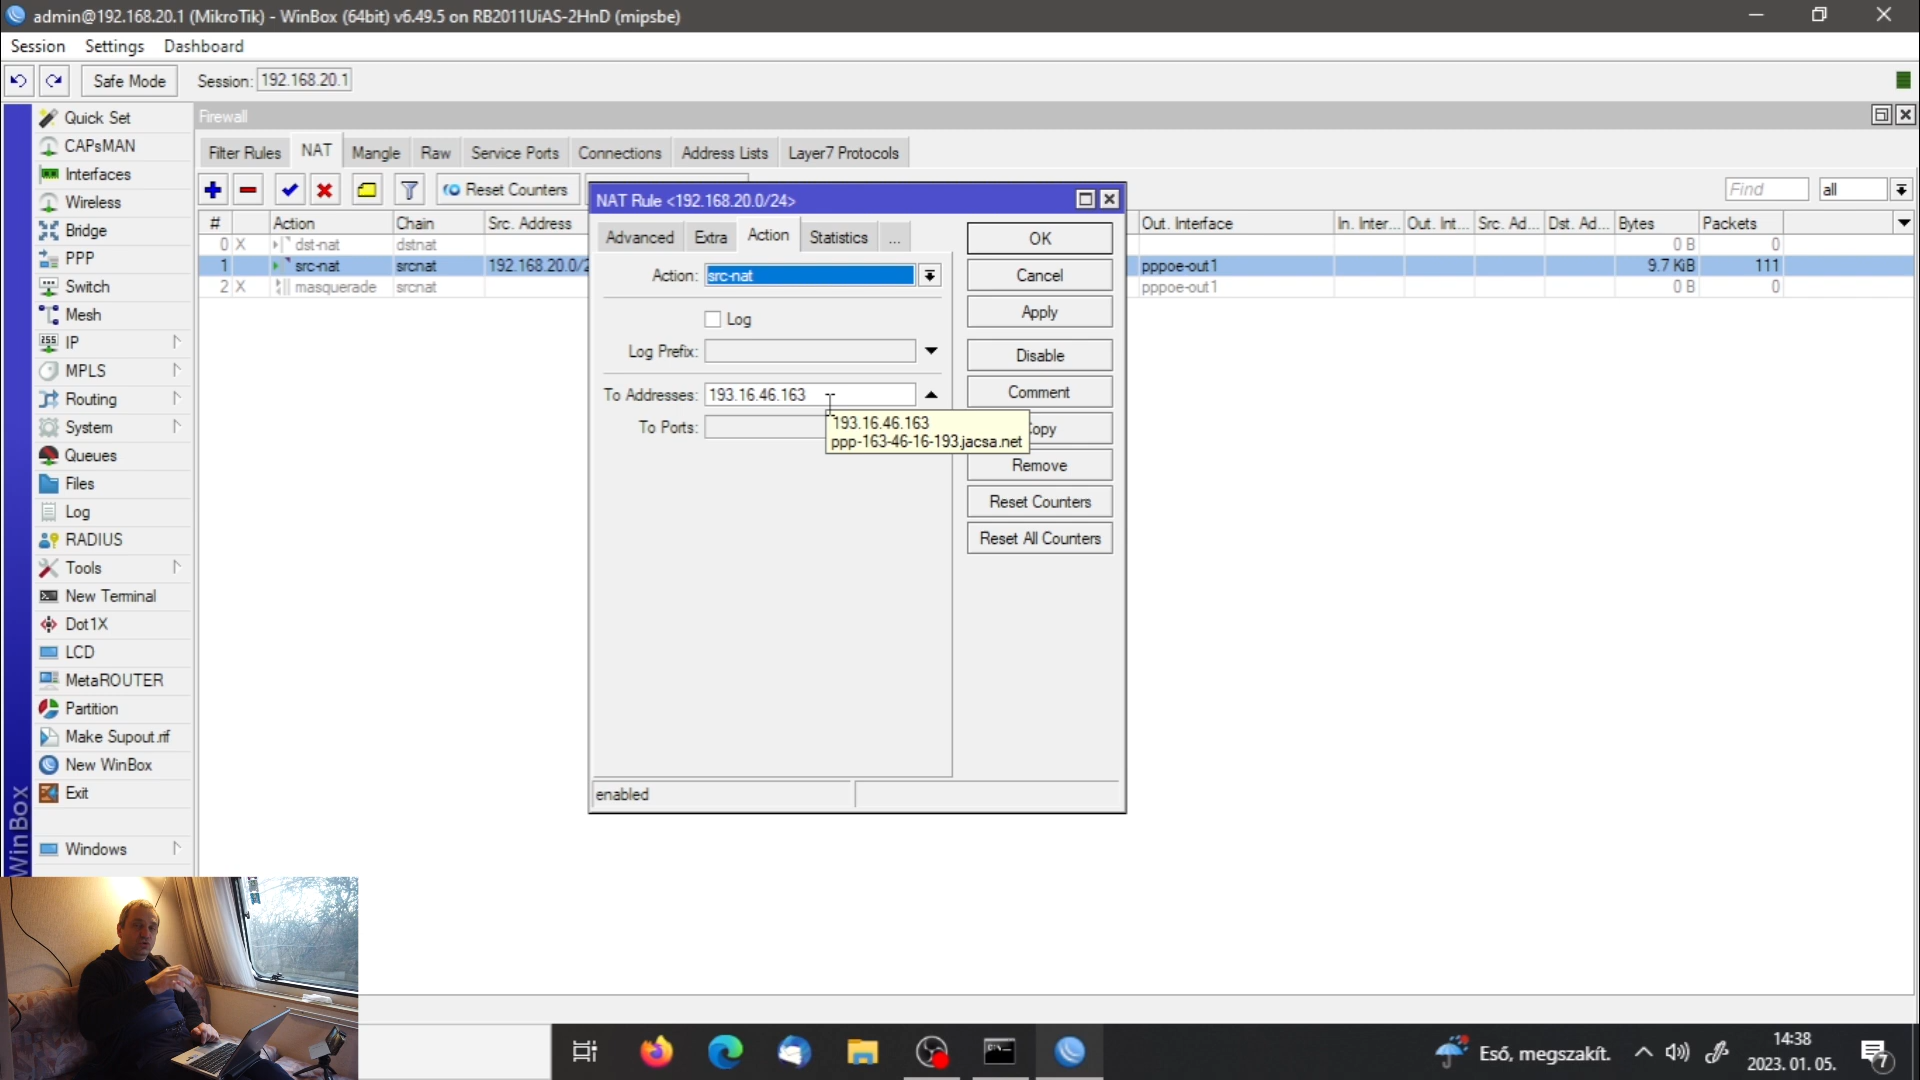 admin@192.168.20.1 (MikroTik) - WinBox (64bit) v6.49.5 on RB2011UiAS-2HnD (mipsbe)
Session Settings Dashboard
Safe Mode Session: 192.168.20.1
Quick Set
CAPsMAN
Interfaces
Wireless
Bridge
PPP
Switch
Mesh
IP
MPLS
Routing
System
Queues
Files
Log
RADIUS
Tools
New Terminal
Dot1X
LCD
MetaROUTER
Partition
Make Supout.rif
New WinBox
Exit
Windows
WinBox
Firewall
Filter Rules NAT Mangle Raw Service Ports Connections Address Lists Layer7 Protocols
Reset Counters Find all
# Action Chain Src. Address Out. Interface In. Inter... Out. Int... Src. Ad... Dst. Ad... Bytes Packets
0 X dst-nat dstnat 0 B 0
1 src-nat srcnat 192.168.20.0/2 pppoe-out1 9.7 KiB 111
2 X masquerade srcnat pppoe-out1 0 B 0
NAT Rule <192.168.20.0/24>
Advanced Extra Action Statistics ...
Action: src-nat
Log
Log Prefix:
To Addresses: 193.16.46.163
To Ports:
193.16.46.163
ppp-163-46-16-193.jacsa.net
OK
Cancel
Apply
Disable
Comment
opy
Remove
Reset Counters
Reset All Counters
enabled
Eső, megszakít.
14:38
2023. 01. 05.
7